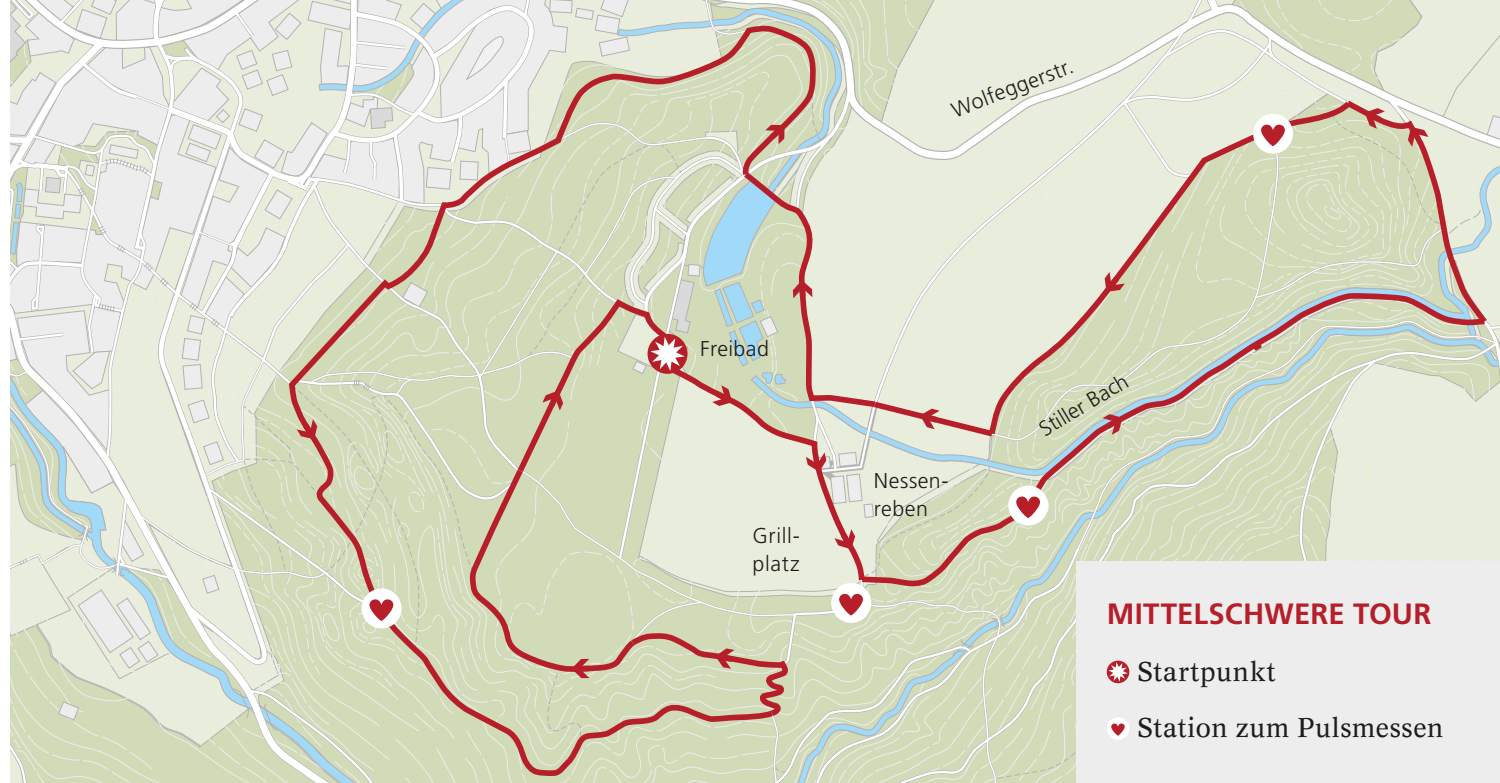 Wolfeggerstr.
Freibad
Stiller Bach
Nessen-
reben
Grill-
platz
MITTELSCHWERE TOUR
Startpunkt
Station zum Pulsmessen